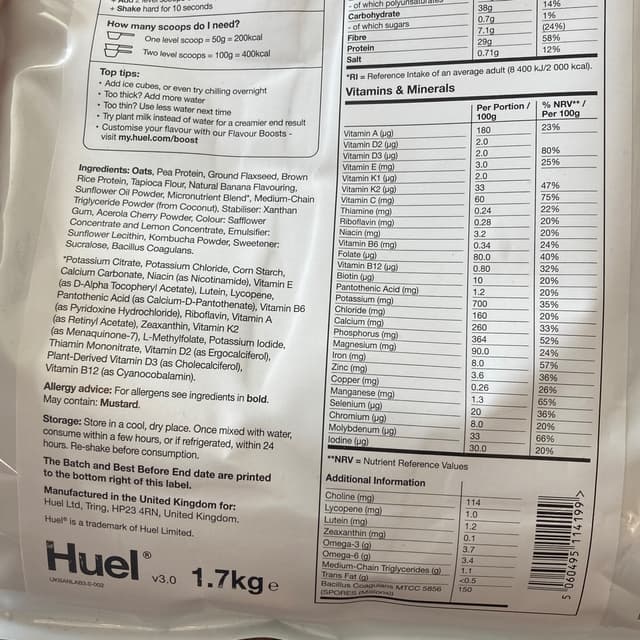 + Shake hard for 10 seconds
How many scoops do I need?
One level scoop = 50g = 200kcal
Two level scoops = 100g = 400kcal
Top tips:
• Add ice cubes, or even try chilling overnight
• Too thick? Add more water
• Too thin? Use less water next time
• Try plant milk instead of water for a creamier end result
• Customise your flavour with our Flavour Boosts -
visit my.huel.com/boost
Ingredients: Oats, Pea Protein, Ground Flaxseed, Brown
Rice Protein, Tapioca Flour, Natural Banana Flavouring,
Sunflower Oil Powder, Micronutrient Blend*, Medium-Chain
Triglyceride Powder (from Coconut), Stabiliser: Xanthan
Gum, Acerola Cherry Powder, Colour: Safflower
Concentrate and Lemon Concentrate, Emulsifier:
Sunflower Lecithin, Kombucha Powder, Sweetener:
Sucralose, Bacillus Coagulans.
*Potassium Citrate, Potassium Chloride, Corn Starch,
Calcium Carbonate, Niacin (as Nicotinamide), Vitamin E
(as D-Alpha Tocopheryl Acetate), Lutein, Lycopene,
Pantothenic Acid (as Calcium-D-Pantothenate), Vitamin B6
(as Pyridoxine Hydrochloride), Riboflavin, Vitamin A
(as Retinyl Acetate), Zeaxanthin, Vitamin K2
(as Menaquinone-7), L-Methylfolate, Potassium Iodide,
Thiamin Mononitrate, Vitamin D2 (as Ergocalciferol),
Plant-Derived Vitamin D3 (as Cholecalciferol),
Vitamin B12 (as Cyanocobalamin).
Allergy advice: For allergens see ingredients in bold.
May contain: Mustard.
Storage: Store in a cool, dry place. Once mixed with water,
consume within a few hours, or if refrigerated, within 24
hours. Re-shake before consumption.
The Batch and Best Before End date are printed
to the bottom right of this label.
Manufactured in the United Kingdom for:
Huel Ltd, Tring, HP23 4RN, United Kingdom.
Huel® is a trademark of Huel Limited.
Huel® v3.0 1.7kg e
- of which polyunsaturates
Carbohydrate 38g 14%
- of which sugars 0.7g 1%
Fibre 7.1g (24%)
Protein 29g 58%
Salt 0.71g 12%
*RI = Reference Intake of an average adult (8 400 kJ/2 000 kcal).
Vitamins & Minerals
Per Portion / 100g % NRV** / Per 100g
Vitamin A (µg) 180 23%
Vitamin D2 (µg) 2.0
Vitamin D3 (µg) 2.0 80%
Vitamin E (mg) 3.0 25%
Vitamin K1 (µg) 2.0
Vitamin K2 (µg) 33 47%
Vitamin C (mg) 60 75%
Thiamine (mg) 0.24 22%
Riboflavin (mg) 0.28 20%
Niacin (mg) 3.2 20%
Vitamin B6 (mg) 0.34 24%
Folate (µg) 80.0 40%
Vitamin B12 (µg) 0.80 32%
Biotin (µg) 10 20%
Pantothenic Acid (mg) 1.2 20%
Potassium (mg) 700 35%
Chloride (mg) 160 20%
Calcium (mg) 260 33%
Phosphorus (mg) 364 52%
Magnesium (mg) 90.0 24%
Iron (mg) 8.0 57%
Zinc (mg) 3.6 36%
Copper (mg) 0.26 26%
Manganese (mg) 1.3 65%
Selenium (µg) 20 36%
Chromium (µg) 8.0 20%
Molybdenum (µg) 33 66%
Iodine (µg) 30.0 20%
**NRV = Nutrient Reference Values
Additional Information
Choline (mg) 114
Lycopene (mg) 1.0
Lutein (mg) 1.2
Zeaxanthin (mg) 0.1
Omega-3 (g) 3.7
Omega-6 (g) 3.4
Medium-Chain Triglycerides (g) 1.1
Trans Fat (g) <0.5
Bacillus Coagulans MTCC 5856 150
(SPORES (Millions))
5 060495 114199 >